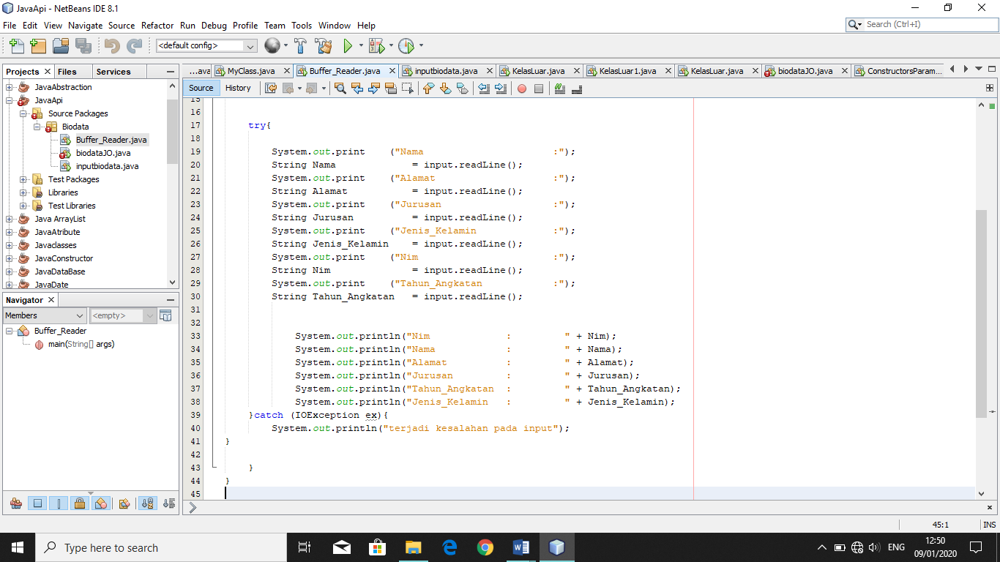 JavaApi - NetBeans IDE 8.1
File Edit View Navigate Source Refactor Run Debug Profile Team Tools Window Help
Search (Ctrl+I)
<default config>
Projects Files Services
...ava MyClass.java Buffer_Reader.java inputbiodata.java KelasLuar.java KelasLuar1.java KelasLuar.java biodataJO.java ConstructorsParam...
Source History
JavaAbstraction
JavaApi
Source Packages
Biodata
Buffer_Reader.java
biodataJO.java
inputbiodata.java
Test Packages
Libraries
Test Libraries
Java ArrayList
JavaAtribute
Javaclasses
JavaConstructor
JavaDataBase
JavaDate
Navigator
Members <empty>
Buffer_Reader
main(String[] args)
15
16
17 try{
18
19 System.out.print ("Nama :");
20 String Nama = input.readLine();
21 System.out.print ("Alamat :");
22 String Alamat = input.readLine();
23 System.out.print ("Jurusan :");
24 String Jurusan = input.readLine();
25 System.out.print ("Jenis_Kelamin :");
26 String Jenis_Kelamin = input.readLine();
27 System.out.print ("Nim :");
28 String Nim = input.readLine();
29 System.out.print ("Tahun_Angkatan :");
30 String Tahun_Angkatan = input.readLine();
31
32
33 System.out.println("Nim : " + Nim);
34 System.out.println("Nama : " + Nama);
35 System.out.println("Alamat : " + Alamat);
36 System.out.println("Jurusan : " + Jurusan);
37 System.out.println("Tahun_Angkatan : " + Tahun_Angkatan);
38 System.out.println("Jenis_Kelamin : " + Jenis_Kelamin);
39 }catch (IOException ex){
40 System.out.println("terjadi kesalahan pada input");
41 }
42
43 }
44 }
45
45:1 INS
Type here to search
ENG
12:50
09/01/2020